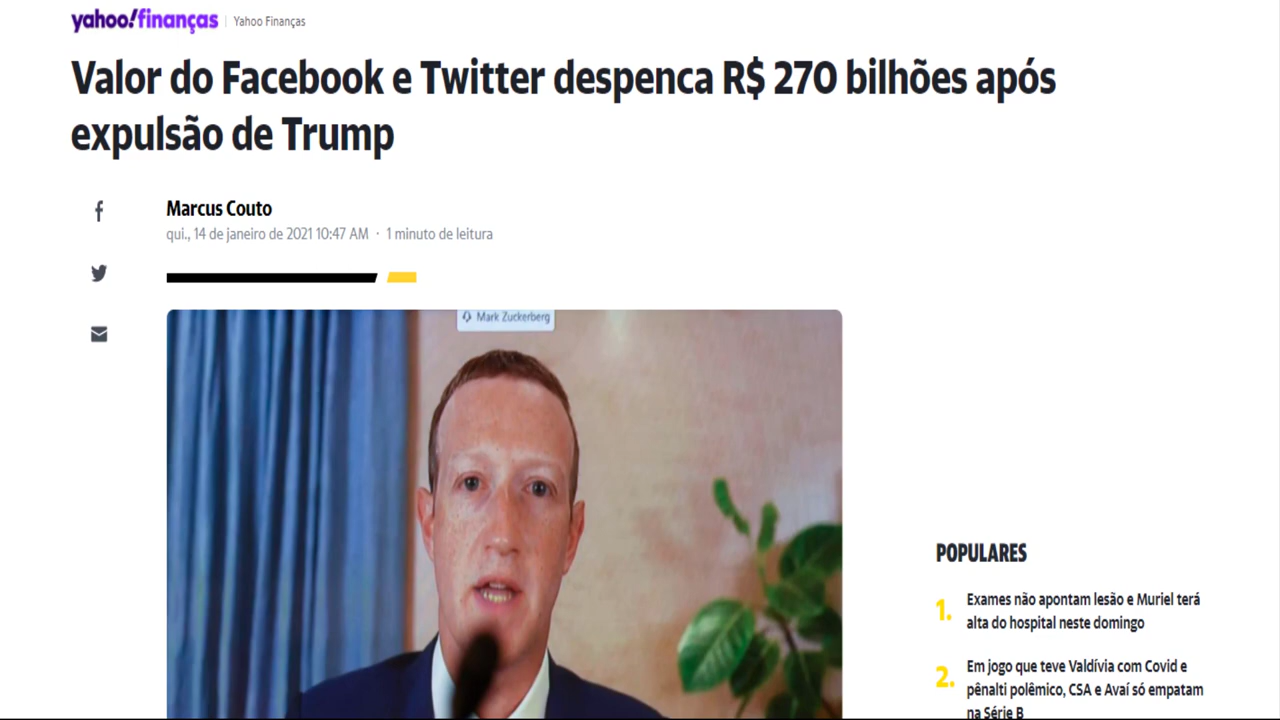 yahoo!finanças Yahoo Finanças
Valor do Facebook e Twitter despenca R$ 270 bilhões após
expulsão de Trump
Marcus Couto
qui., 14 de janeiro de 2021 10:47 AM · 1 minuto de leitura
Mark Zuckerberg
POPULARES
1. Exames não apontam lesão e Muriel terá
alta do hospital neste domingo
2. Em jogo que teve Valdívia com Covid e
pênalti polêmico, CSA e Avaí só empatam
na Série B